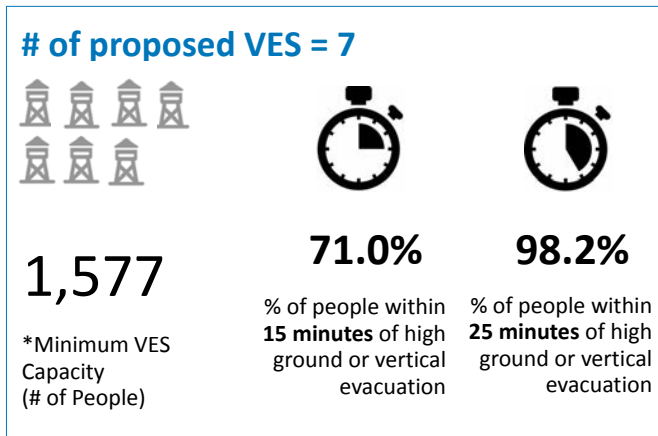 # of proposed VES = 7
1,577
*Minimum VES
Capacity
(# of People)
71.0%
% of people within
15 minutes of high
ground or vertical
evacuation
98.2%
% of people within
25 minutes of high
ground or vertical
evacuation